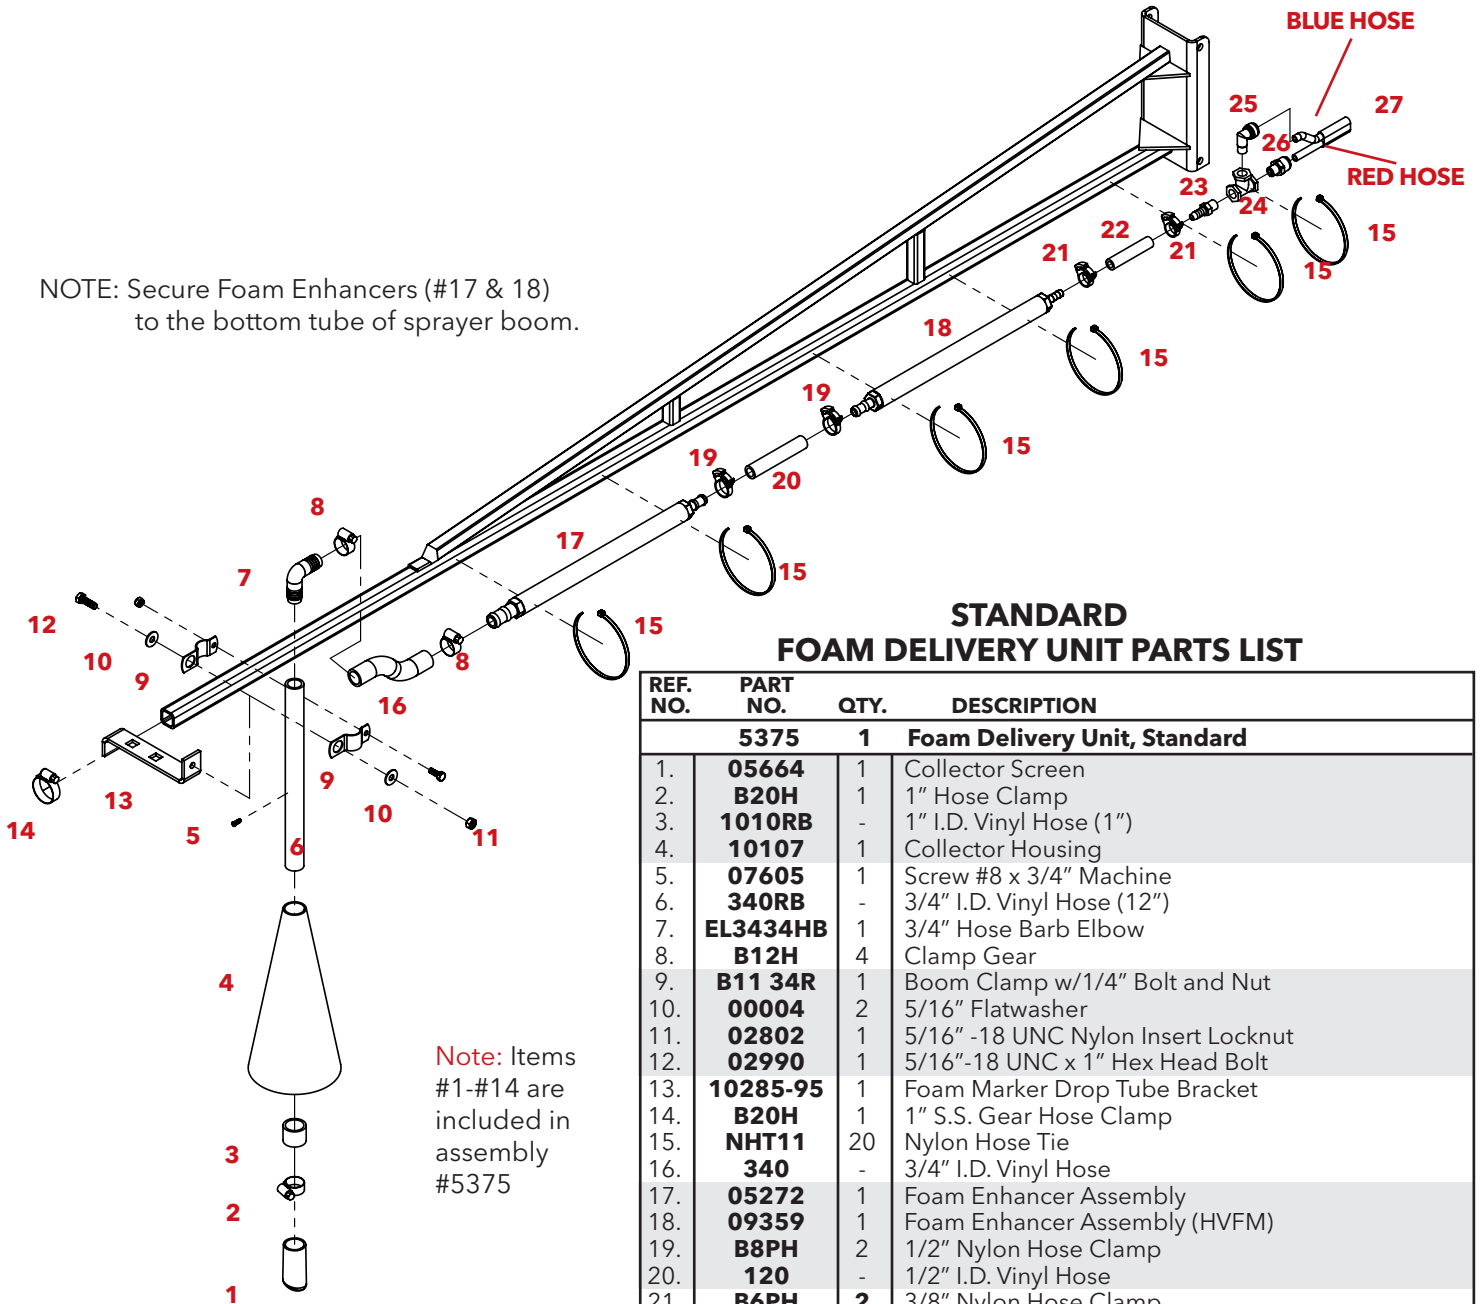 BLUE HOSE
25
27
26
RED HOSE
23
24
22
21
21
15
15
NOTE: Secure Foam Enhancers (#17 & 18)
to the bottom tube of sprayer boom.
18
15
19
15
19
20
8
17
7
15
12
15
10
9
8
16
9
13
10
14
5
6
11
4
Note: Items
#1-#14 are
included in
assembly
#5375
3
2
1
STANDARD
FOAM DELIVERY UNIT PARTS LIST
REF. NO. PART NO. QTY. DESCRIPTION
5375 1 Foam Delivery Unit, Standard
1. 05664 1 Collector Screen
2. B20H 1 1" Hose Clamp
3. 1010RB - 1" I.D. Vinyl Hose (1")
4. 10107 1 Collector Housing
5. 07605 1 Screw #8 x 3/4" Machine
6. 340RB - 3/4" I.D. Vinyl Hose (12")
7. EL3434HB 1 3/4" Hose Barb Elbow
8. B12H 4 Clamp Gear
9. B11 34R 1 Boom Clamp w/1/4" Bolt and Nut
10. 00004 2 5/16" Flatwasher
11. 02802 1 5/16" -18 UNC Nylon Insert Locknut
12. 02990 1 5/16"-18 UNC x 1" Hex Head Bolt
13. 10285-95 1 Foam Marker Drop Tube Bracket
14. B20H 1 1" S.S. Gear Hose Clamp
15. NHT11 20 Nylon Hose Tie
16. 340 - 3/4" I.D. Vinyl Hose
17. 05272 1 Foam Enhancer Assembly
18. 09359 1 Foam Enhancer Assembly (HVFM)
19. B8PH 2 1/2" Nylon Hose Clamp
20. 120 - 1/2" I.D. Vinyl Hose
21. B6PH 2 3/8" Nylon Hose Clamp